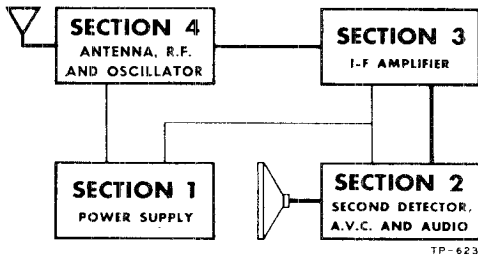 SECTION 4
ANTENNA, R.F.
AND OSCILLATOR
SECTION 3
I-F AMPLIFIER
SECTION 1
POWER SUPPLY
SECTION 2
SECOND DETECTOR,
A.V.C. AND AUDIO
TP-623